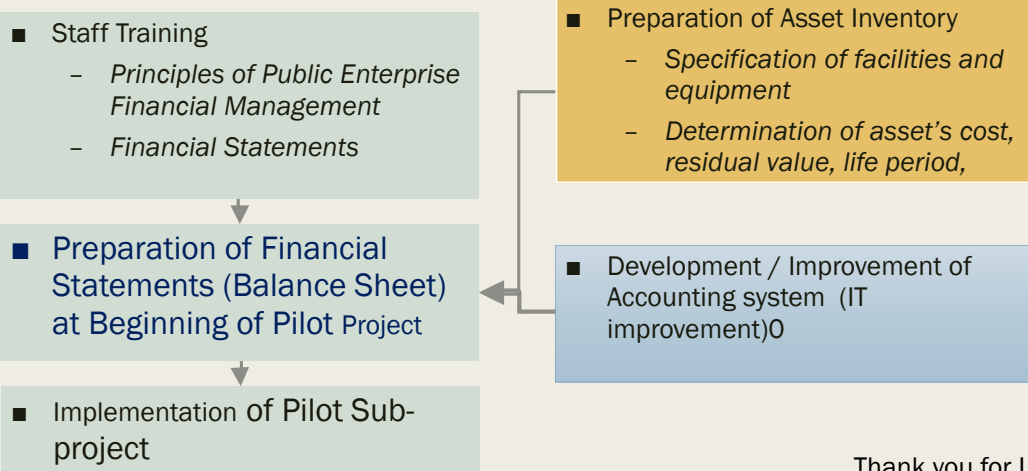 ■ Staff Training
– Principles of Public Enterprise
Financial Management
– Financial Statements
■ Preparation of Asset Inventory
– Specification of facilities and
equipment
– Determination of asset's cost,
residual value, life period,
■ Preparation of Financial
Statements (Balance Sheet)
at Beginning of Pilot Project
■ Development / Improvement of
Accounting system (IT
improvement)0
■ Implementation of Pilot Sub-
project
Thank you for